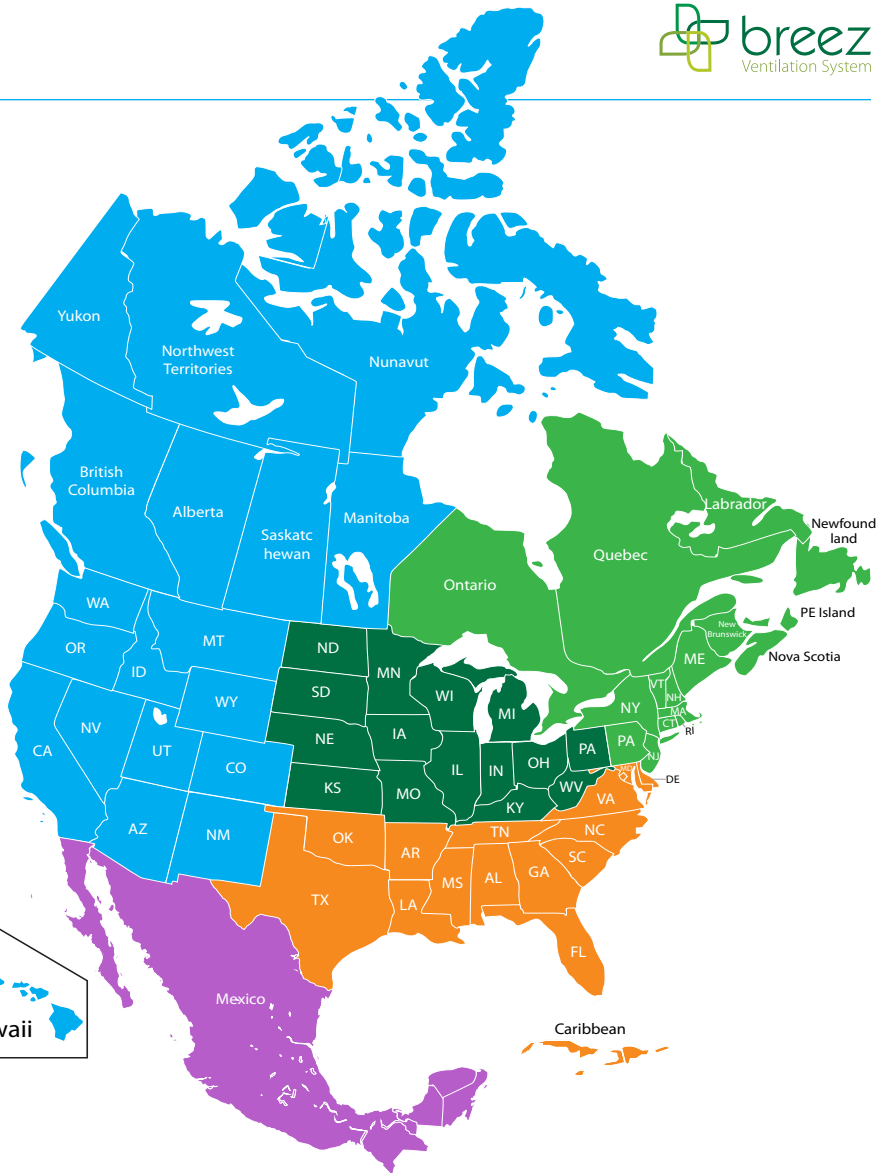 breez
Ventilation System
Yukon
Northwest
Territories
Nunavut
British
Columbia
Alberta
Saskatc
hewan
Manitoba
Ontario
Quebec
Labrador
Newfound
land
PE Island
New
Brunswick
Nova Scotia
WA
OR
ID
MT
WY
NV
CA
UT
CO
AZ
NM
ND
SD
NE
KS
MN
IA
MO
WI
IL
MI
IN
OH
KY
WV
PA
PA
NY
VT
NH
ME
MA
CT
RI
NJ
MD
DE
VA
NC
SC
TN
OK
AR
TX
LA
MS
AL
GA
FL
Mexico
Caribbean
vaii